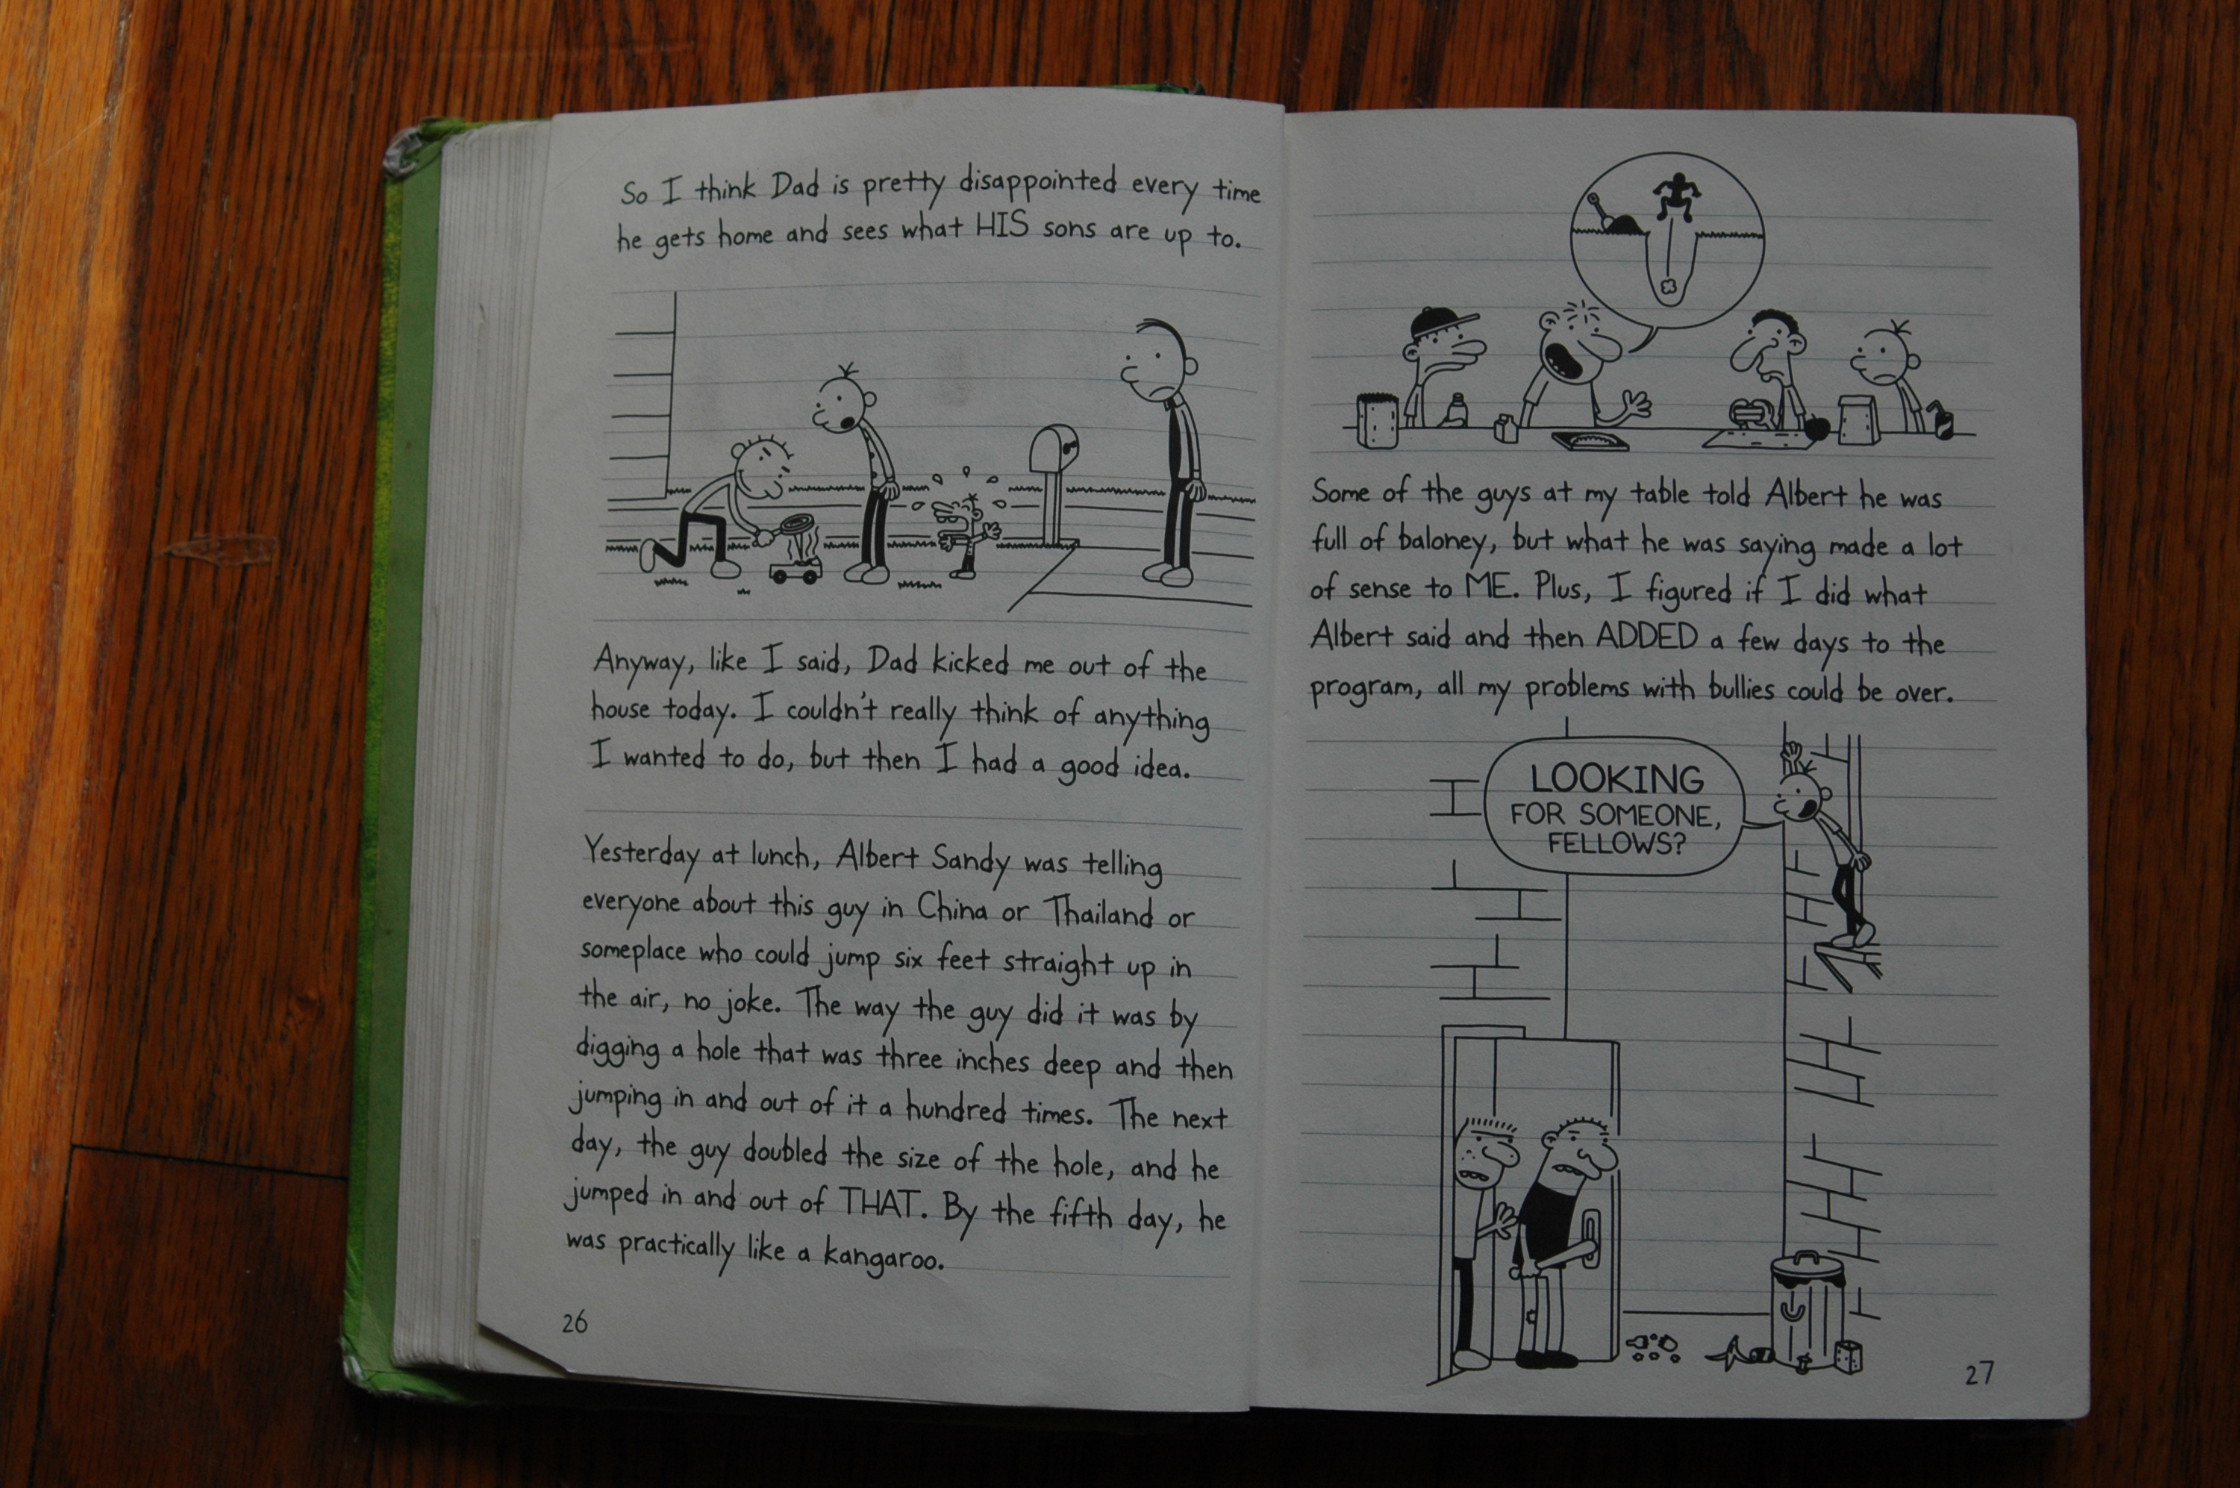 So I think Dad is pretty disappointed every time
he gets home and sees what HIS sons are up to.
Anyway, like I said, Dad kicked me out of the
house today. I couldn't really think of anything
I wanted to do, but then I had a good idea.
Yesterday at lunch, Albert Sandy was telling
everyone about this guy in China or Thailand or
someplace who could jump six feet straight up in
the air, no joke. The way the guy did it was by
digging a hole that was three inches deep and then
jumping in and out of it a hundred times. The next
day, the guy doubled the size of the hole, and he
jumped in and out of THAT. By the fifth day, he
was practically like a kangaroo.
26
Some of the guys at my table told Albert he was
full of baloney, but what he was saying made a lot
of sense to ME. Plus, I figured if I did what
Albert said and then ADDED a few days to the
program, all my problems with bullies could be over.
LOOKING
FOR SOMEONE,
FELLOWS?
27